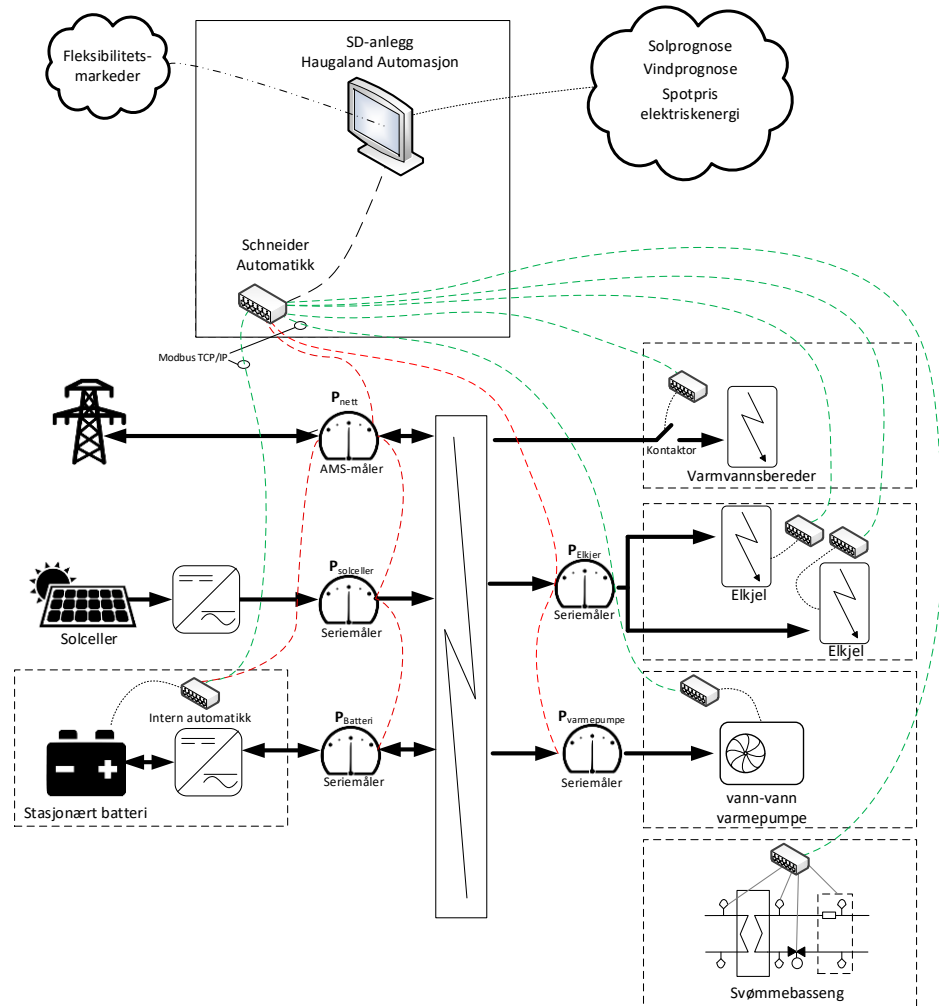 Fleksibilitets-
markeder
SD-anlegg
Haugaland Automasjon
Solprognose
Vindprognose
Spotpris
elektriskenergi
Schneider
Automatikk
Modbus TCP/IP
Pnett
AMS-måler
Kontaktor
Varmvannsbereder
Psolceller
Seriemåler
Solceller
PElkjer
Seriemåler
Elkjel
Elkjel
Intern automatikk
PBatteri
Seriemåler
Stasjonært batteri
Pvarmepumpe
Seriemåler
vann-vann
varmepumpe
Svømmebasseng